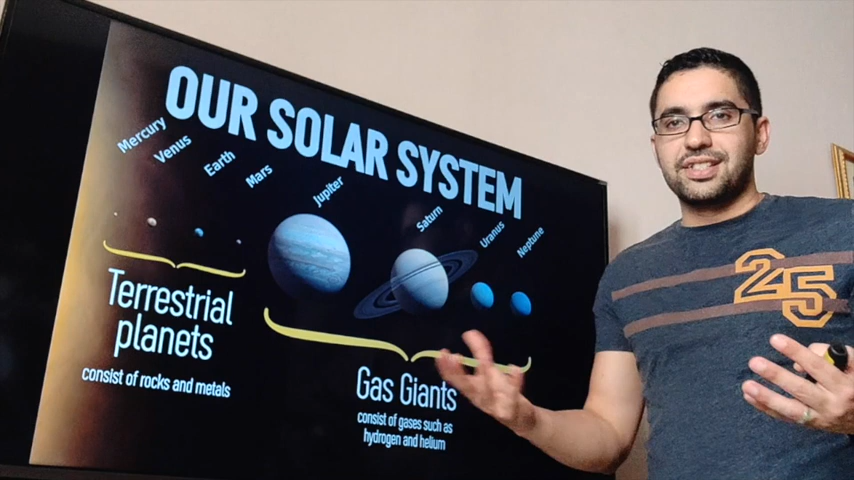 OUR SOLAR SYSTEM
Mercury
Venus
Earth
Mars
Jupiter
Saturn
Uranus
Neptune
Terrestrial
planets
consist of rocks and metals
Gas Giants
consist of gases such as
hydrogen and helium
25